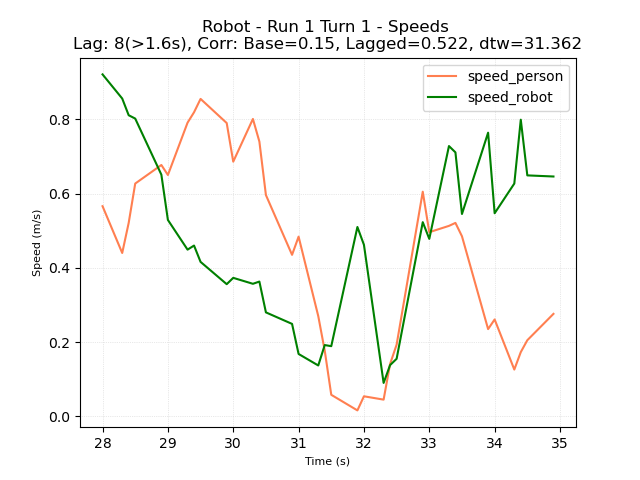 Robot - Run 1 Turn 1 - Speeds
Lag: 8(>1.6s), Corr: Base=0.15, Lagged=0.522, dtw=31.362
speed_person
speed_robot
Speed (m/s)
0.8
0.6
0.4
0.2
0.0
28 29 30 31 32 33 34 35
Time (s)